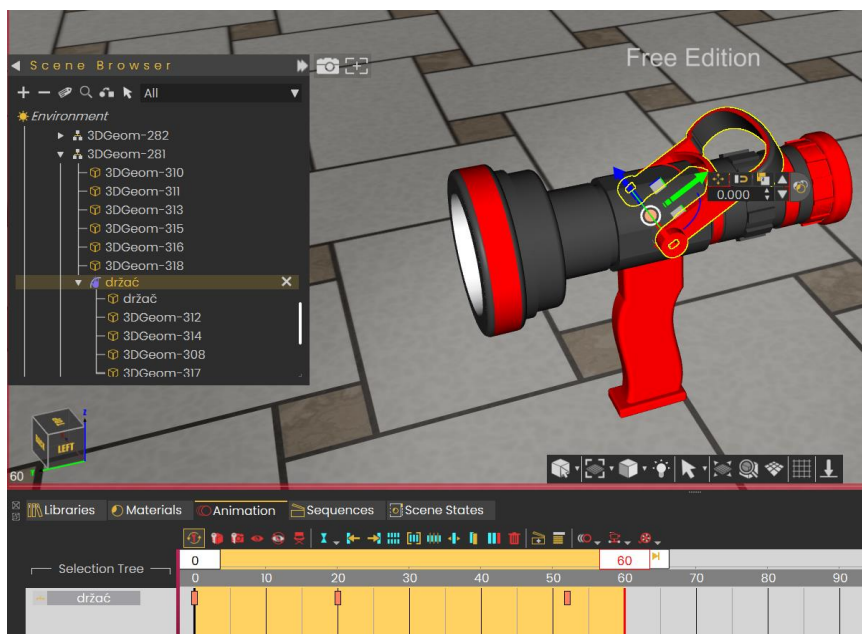 Free Edition
Scene Browser
All
Environment
3DGeom-282
3DGeom-281
3DGeom-310
3DGeom-311
3DGeom-313
3DGeom-315
3DGeom-316
3DGeom-318
držać
držać
3DGeom-312
3DGeom-314
3DGeom-308
3DGeom-317
0.000
LEFT
Z
60
Libraries Materials Animation Sequences Scene States
0 60
Selection Tree
0 10 20 30 40 50 60 70 80 90
držać